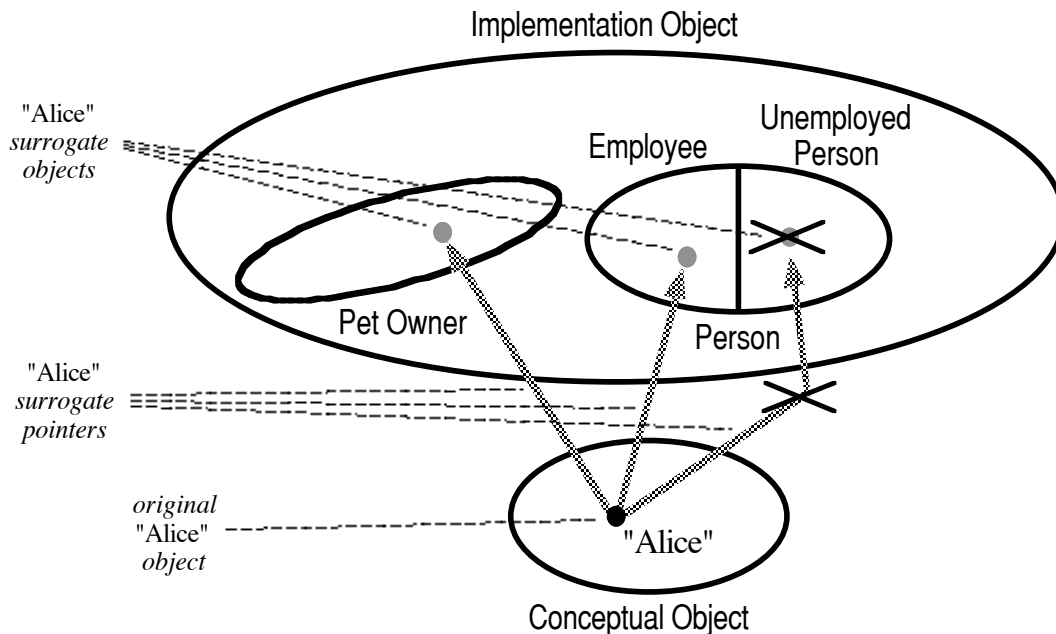 Implementation Object
"Alice"
surrogate
objects
Employee
Unemployed
Person
Pet Owner
Person
"Alice"
surrogate
pointers
original
"Alice"
object
"Alice"
Conceptual Object